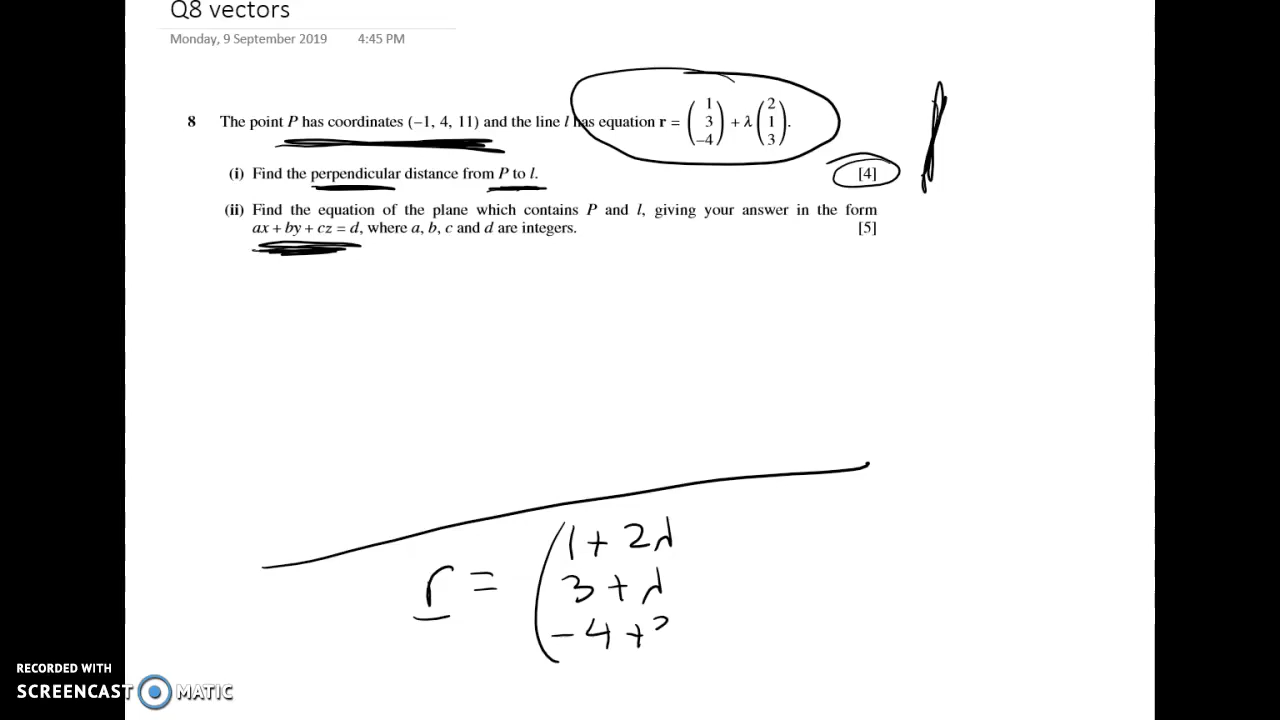 Q8 vectors
Monday, 9 September 2019 4:45 PM
8 The point P has coordinates (−1, 4, 11) and the line l has equation r = ( 1 3 −4 ) + λ ( 2 1 3 ).
(i) Find the perpendicular distance from P to l. [4]
(ii) Find the equation of the plane which contains P and l, giving your answer in the form
ax + by + cz = d, where a, b, c and d are integers. [5]
1 + 2λ
r = ( 3 + λ
−4 +
RECORDED WITH
SCREENCAST MATIC